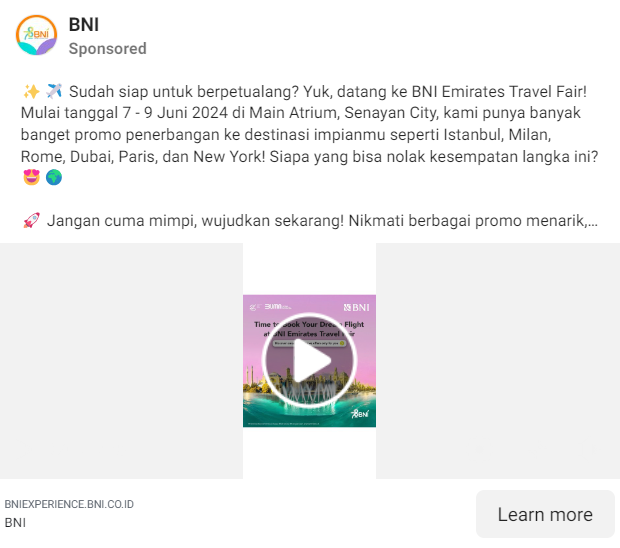 BNI
Sponsored
✨ ✈️ Sudah siap untuk berpetualang? Yuk, datang ke BNI Emirates Travel Fair!
Mulai tanggal 7 - 9 Juni 2024 di Main Atrium, Senayan City, kami punya banyak
banget promo penerbangan ke destinasi impianmu seperti Istanbul, Milan,
Rome, Dubai, Paris, dan New York! Siapa yang bisa nolak kesempatan langka ini?
😍 🌍
🚀 Jangan cuma mimpi, wujudkan sekarang! Nikmati berbagai promo menarik,...
BUMN
BNI
Time to Book Your Dream Flight
at BNI Emirates Travel Fair
BNI
BNIEXPERIENCE.BNI.CO.ID
BNI
Learn more